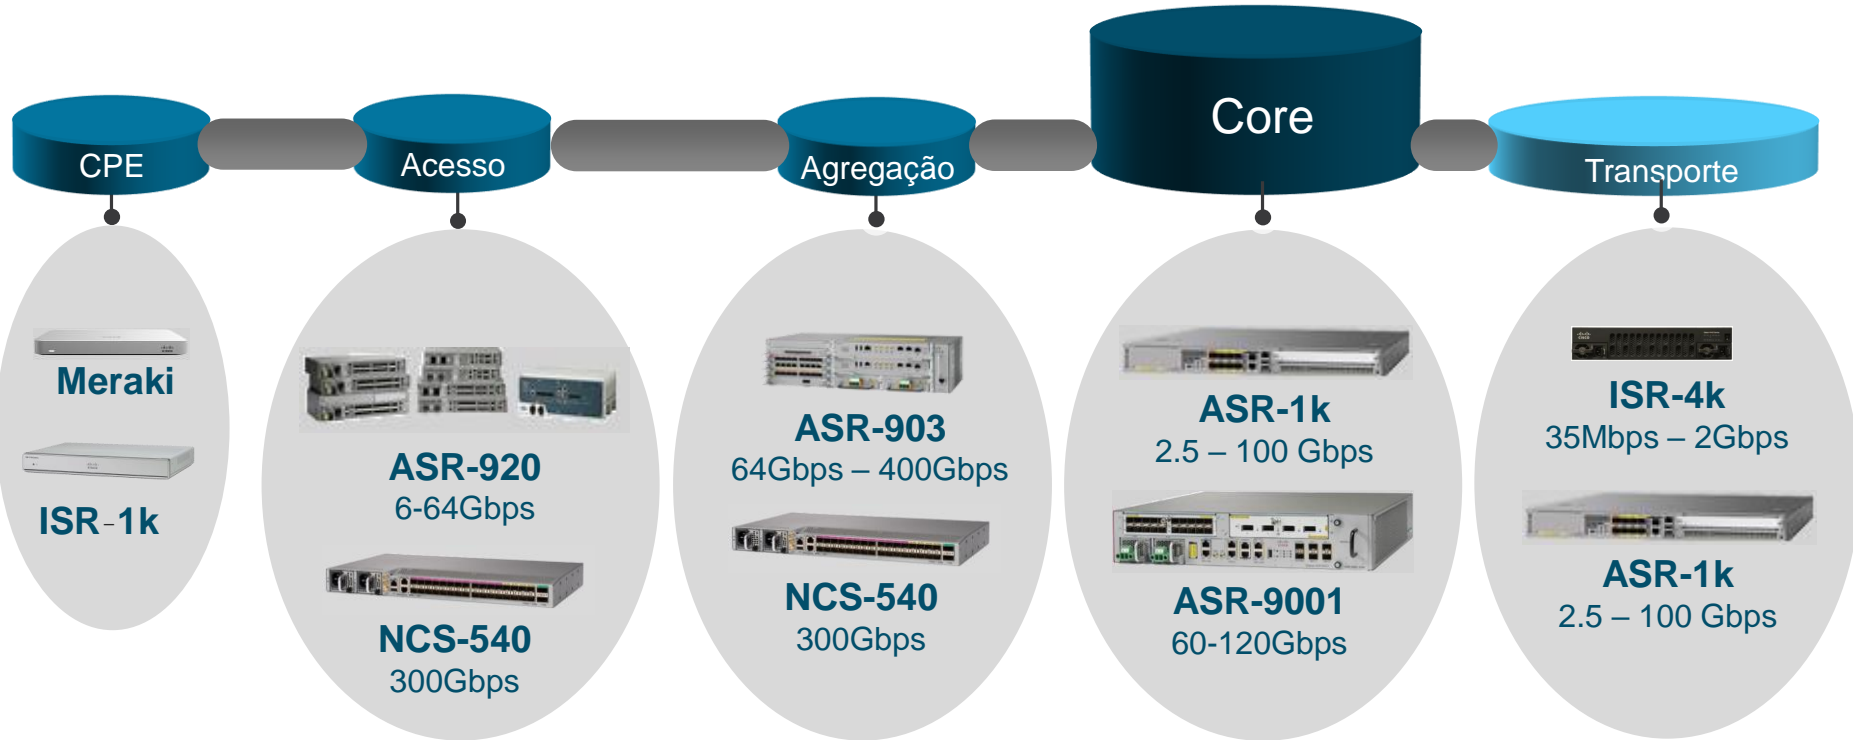 CPE
Acesso
Agregação
Core
Transporte
Meraki
ISR-1k
ASR-920
6-64Gbps
NCS-540
300Gbps
ASR-903
64Gbps – 400Gbps
NCS-540
300Gbps
ASR-1k
2.5 – 100 Gbps
ASR-9001
60-120Gbps
ISR-4k
35Mbps – 2Gbps
ASR-1k
2.5 – 100 Gbps